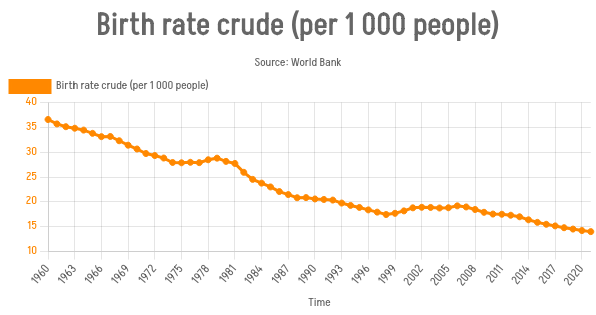 Birth rate crude (per 1 000 people)
Source: World Bank
Birth rate crude (per 1 000 people)
40
35
30
25
20
15
10
1960 1963 1966 1969 1972 1975 1978 1981 1984 1987 1990 1993 1996 1999 2002 2005 2008 2011 2014 2017 2020
Time